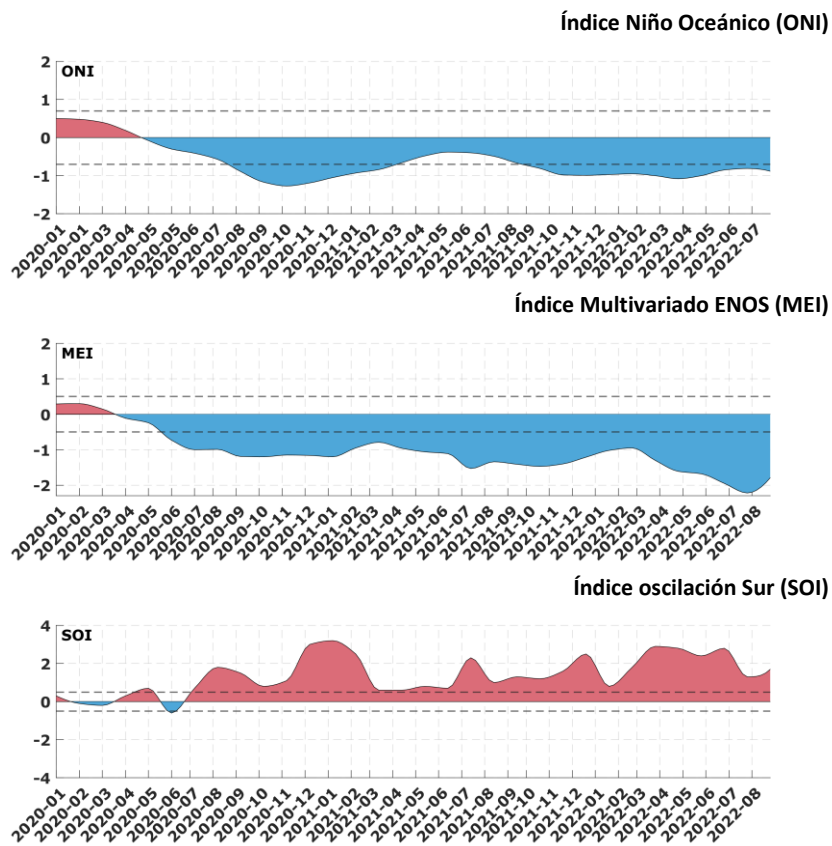 Índice Niño Oceánico (ONI)
ONI
2
1
0
-1
-2
2020-01 2020-01 2020-03 2020-04 2020-05 2020-05 2020-06 2020-07 2020-08 2020-09 2020-10 2020-11 2020-12 2021-01 2021-02 2021-03 2021-04 2021-05 2021-06 2021-07 2021-08 2021-09 2021-10 2021-11 2021-12 2022-01 2022-02 2022-03 2022-04 2022-05 2022-06 2022-07
Índice Multivariado ENOS (MEI)
MEI
2
1
0
-1
-2
2020-01 2020-02 2020-03 2020-04 2020-05 2020-06 2020-07 2020-08 2020-09 2020-10 2020-11 2020-12 2021-01 2021-02 2021-03 2021-04 2021-05 2021-06 2021-07 2021-08 2021-09 2021-10 2021-11 2021-12 2022-01 2022-02 2022-03 2022-04 2022-05 2022-06 2022-07 2022-08
Índice oscilación Sur (SOI)
SOI
4
2
0
-2
-4
2020-01 2020-02 2020-03 2020-04 2020-05 2020-06 2020-07 2020-08 2020-09 2020-10 2020-11 2020-12 2021-01 2021-02 2021-03 2021-04 2021-05 2021-06 2021-07 2021-08 2021-09 2021-10 2021-11 2021-12 2022-01 2022-02 2022-03 2022-04 2022-05 2022-06 2022-07 2022-08